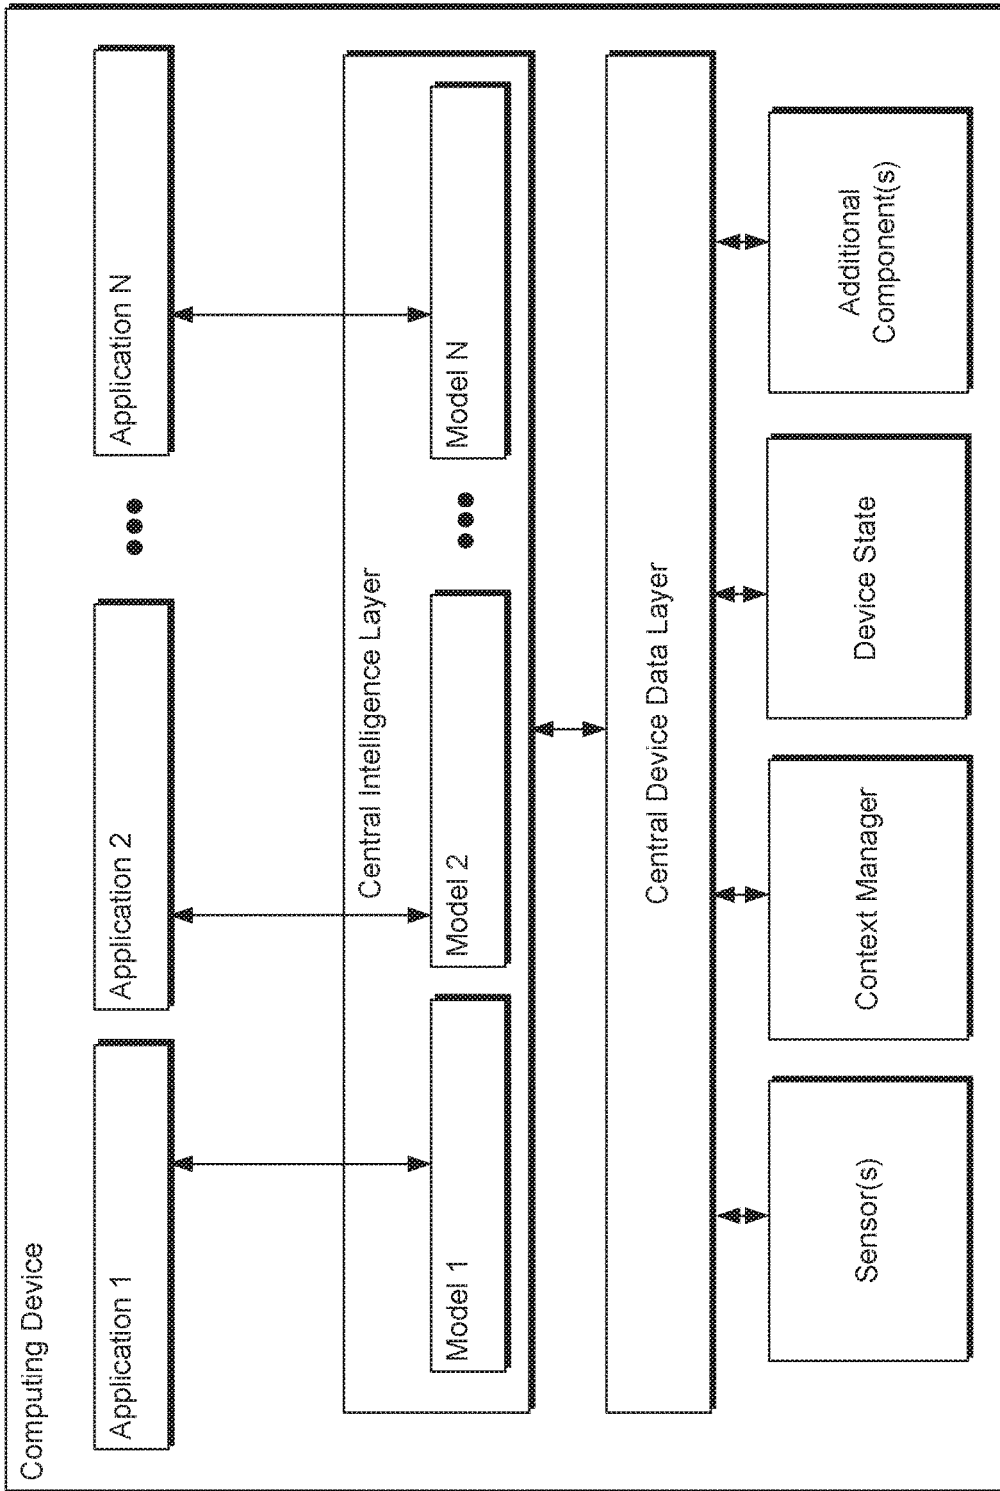 Computing Device
Application 1
Application 2
Application N
Central Intelligence Layer
Model 1
Model 2
Model N
Central Device Data Layer
Sensor(s)
Context Manager
Device State
Additional
Component(s)